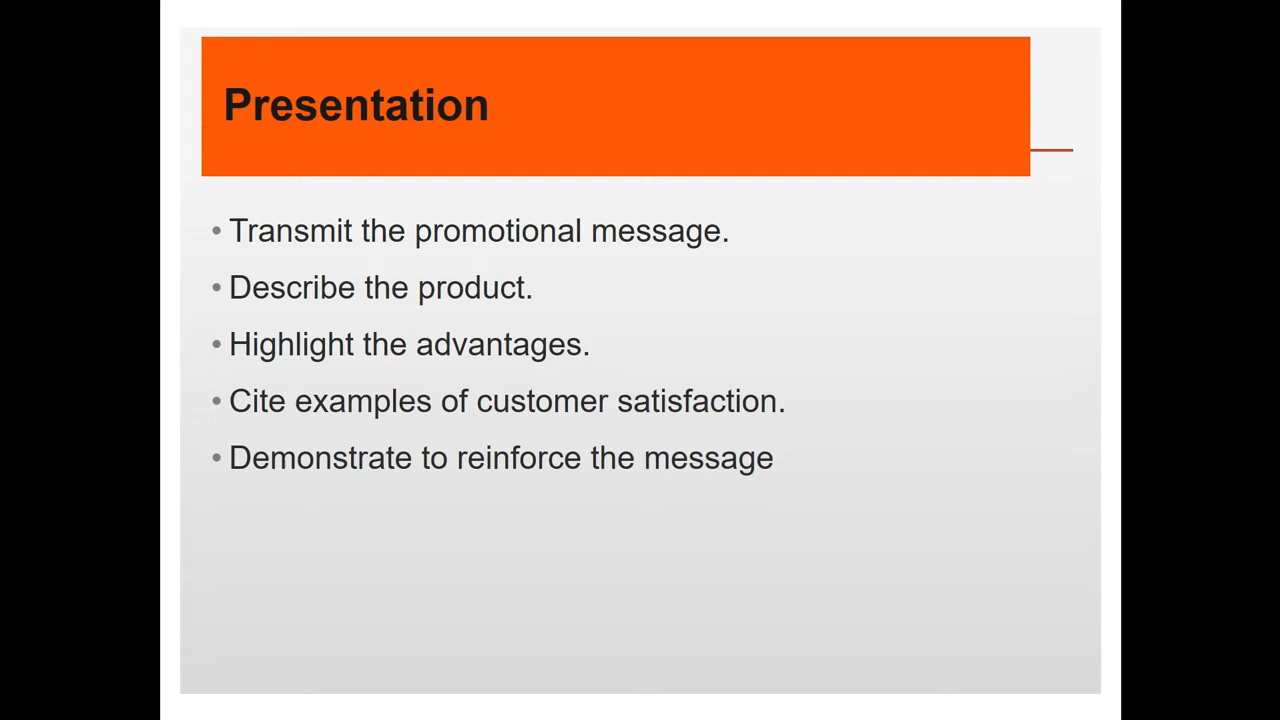 Presentation
• Transmit the promotional message.
• Describe the product.
• Highlight the advantages.
• Cite examples of customer satisfaction.
• Demonstrate to reinforce the message